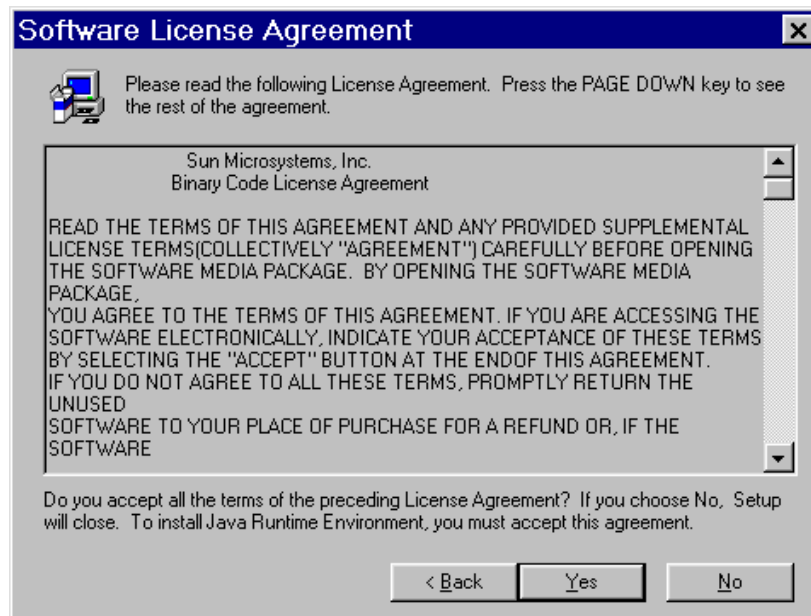 Software License Agreement
Please read the following License Agreement.  Press the PAGE DOWN key to see
the rest of the agreement.
Sun Microsystems, Inc.
Binary Code License Agreement
READ THE TERMS OF THIS AGREEMENT AND ANY PROVIDED SUPPLEMENTAL
LICENSE TERMS(COLLECTIVELY "AGREEMENT") CAREFULLY BEFORE OPENING
THE SOFTWARE MEDIA PACKAGE.  BY OPENING THE SOFTWARE MEDIA
PACKAGE,
YOU AGREE TO THE TERMS OF THIS AGREEMENT. IF YOU ARE ACCESSING THE
SOFTWARE ELECTRONICALLY, INDICATE YOUR ACCEPTANCE OF THESE TERMS
BY SELECTING THE "ACCEPT" BUTTON AT THE ENDOF THIS AGREEMENT.
IF YOU DO NOT AGREE TO ALL THESE TERMS, PROMPTLY RETURN THE
UNUSED
SOFTWARE TO YOUR PLACE OF PURCHASE FOR A REFUND OR, IF THE
SOFTWARE
Do you accept all the terms of the preceding License Agreement?  If you choose No,  Setup
will close.  To install Java Runtime Environment, you must accept this agreement.
< Back
Yes
No